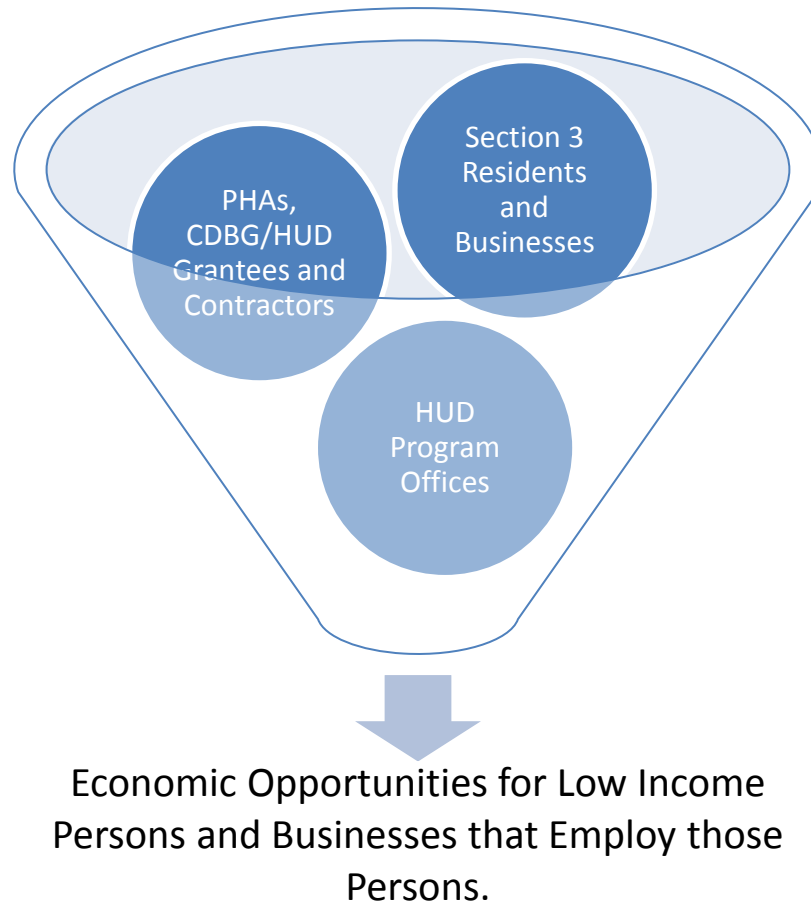 PHAs,
CDBG/HUD
Grantees and
Contractors
Section 3
Residents
and
Businesses
HUD
Program
Offices
Economic Opportunities for Low Income
Persons and Businesses that Employ those
Persons.